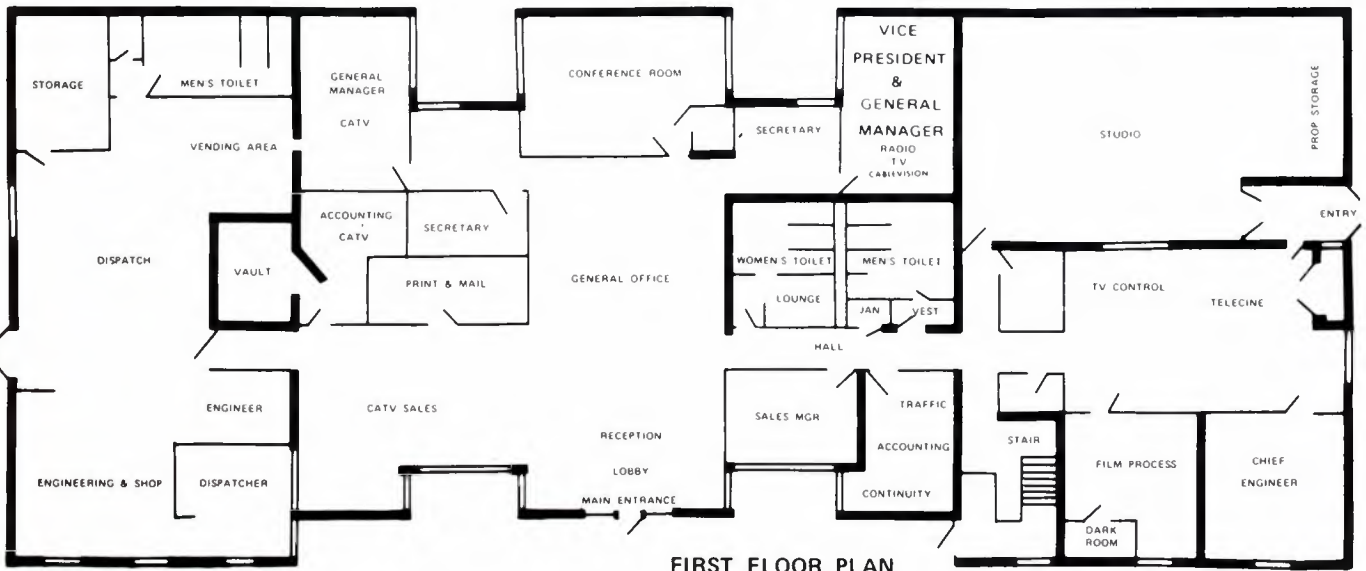 STORAGE
MEN'S TOILET
VENDING AREA
GENERAL
MANAGER
CATV
CONFERENCE ROOM
SECRETARY
VICE
PRESIDENT
&
GENERAL
MANAGER
RADIO
TV
CABLEVISION
STUDIO
PROP STORAGE
ENTRY
DISPATCH
VAULT
ACCOUNTING
CATV
SECRETARY
PRINT & MAIL
GENERAL OFFICE
WOMEN'S TOILET
MEN'S TOILET
LOUNGE
JAN
VEST
HALL
TV CONTROL
TELECINE
ENGINEER
CATV SALES
RECEPTION
LOBBY
MAIN ENTRANCE
SALES MGR
TRAFFIC
ACCOUNTING
CONTINUITY
STAIR
FILM PROCESS
CHIEF
ENGINEER
ENGINEERING & SHOP
DISPATCHER
DARK
ROOM
FIRST FLOOR PLAN